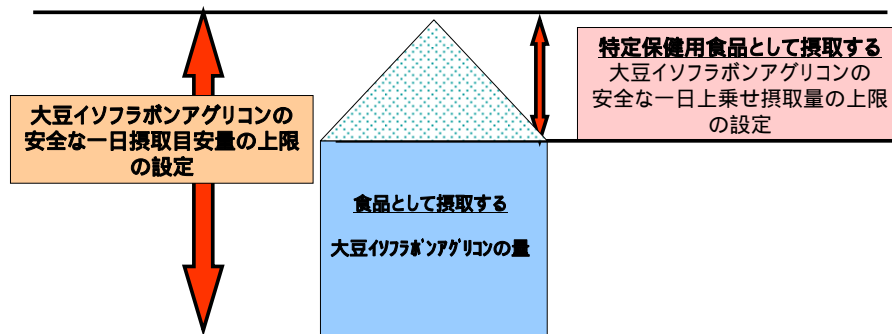 大豆イソフラボンアグリコンの
安全な一日摂取目安量の上限
の設定
特定保健用食品として摂取する
大豆イソフラボンアグリコンの
安全な一日上乗せ摂取量の上限
の設定
食品として摂取する
大豆ｲｿﾌﾗﾎﾞﾝｱｸﾞﾘｺﾝの量